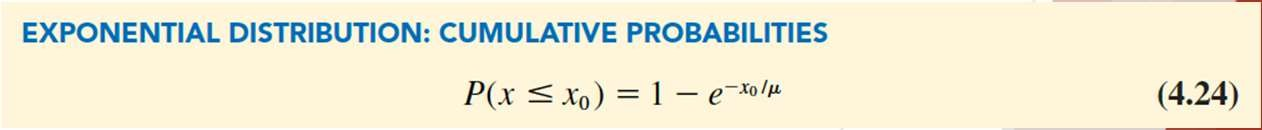 EXPONENTIAL DISTRIBUTION: CUMULATIVE PROBABILITIES
P(x ≤ x₀) = 1 − e^{−x₀/μ} (4.24)